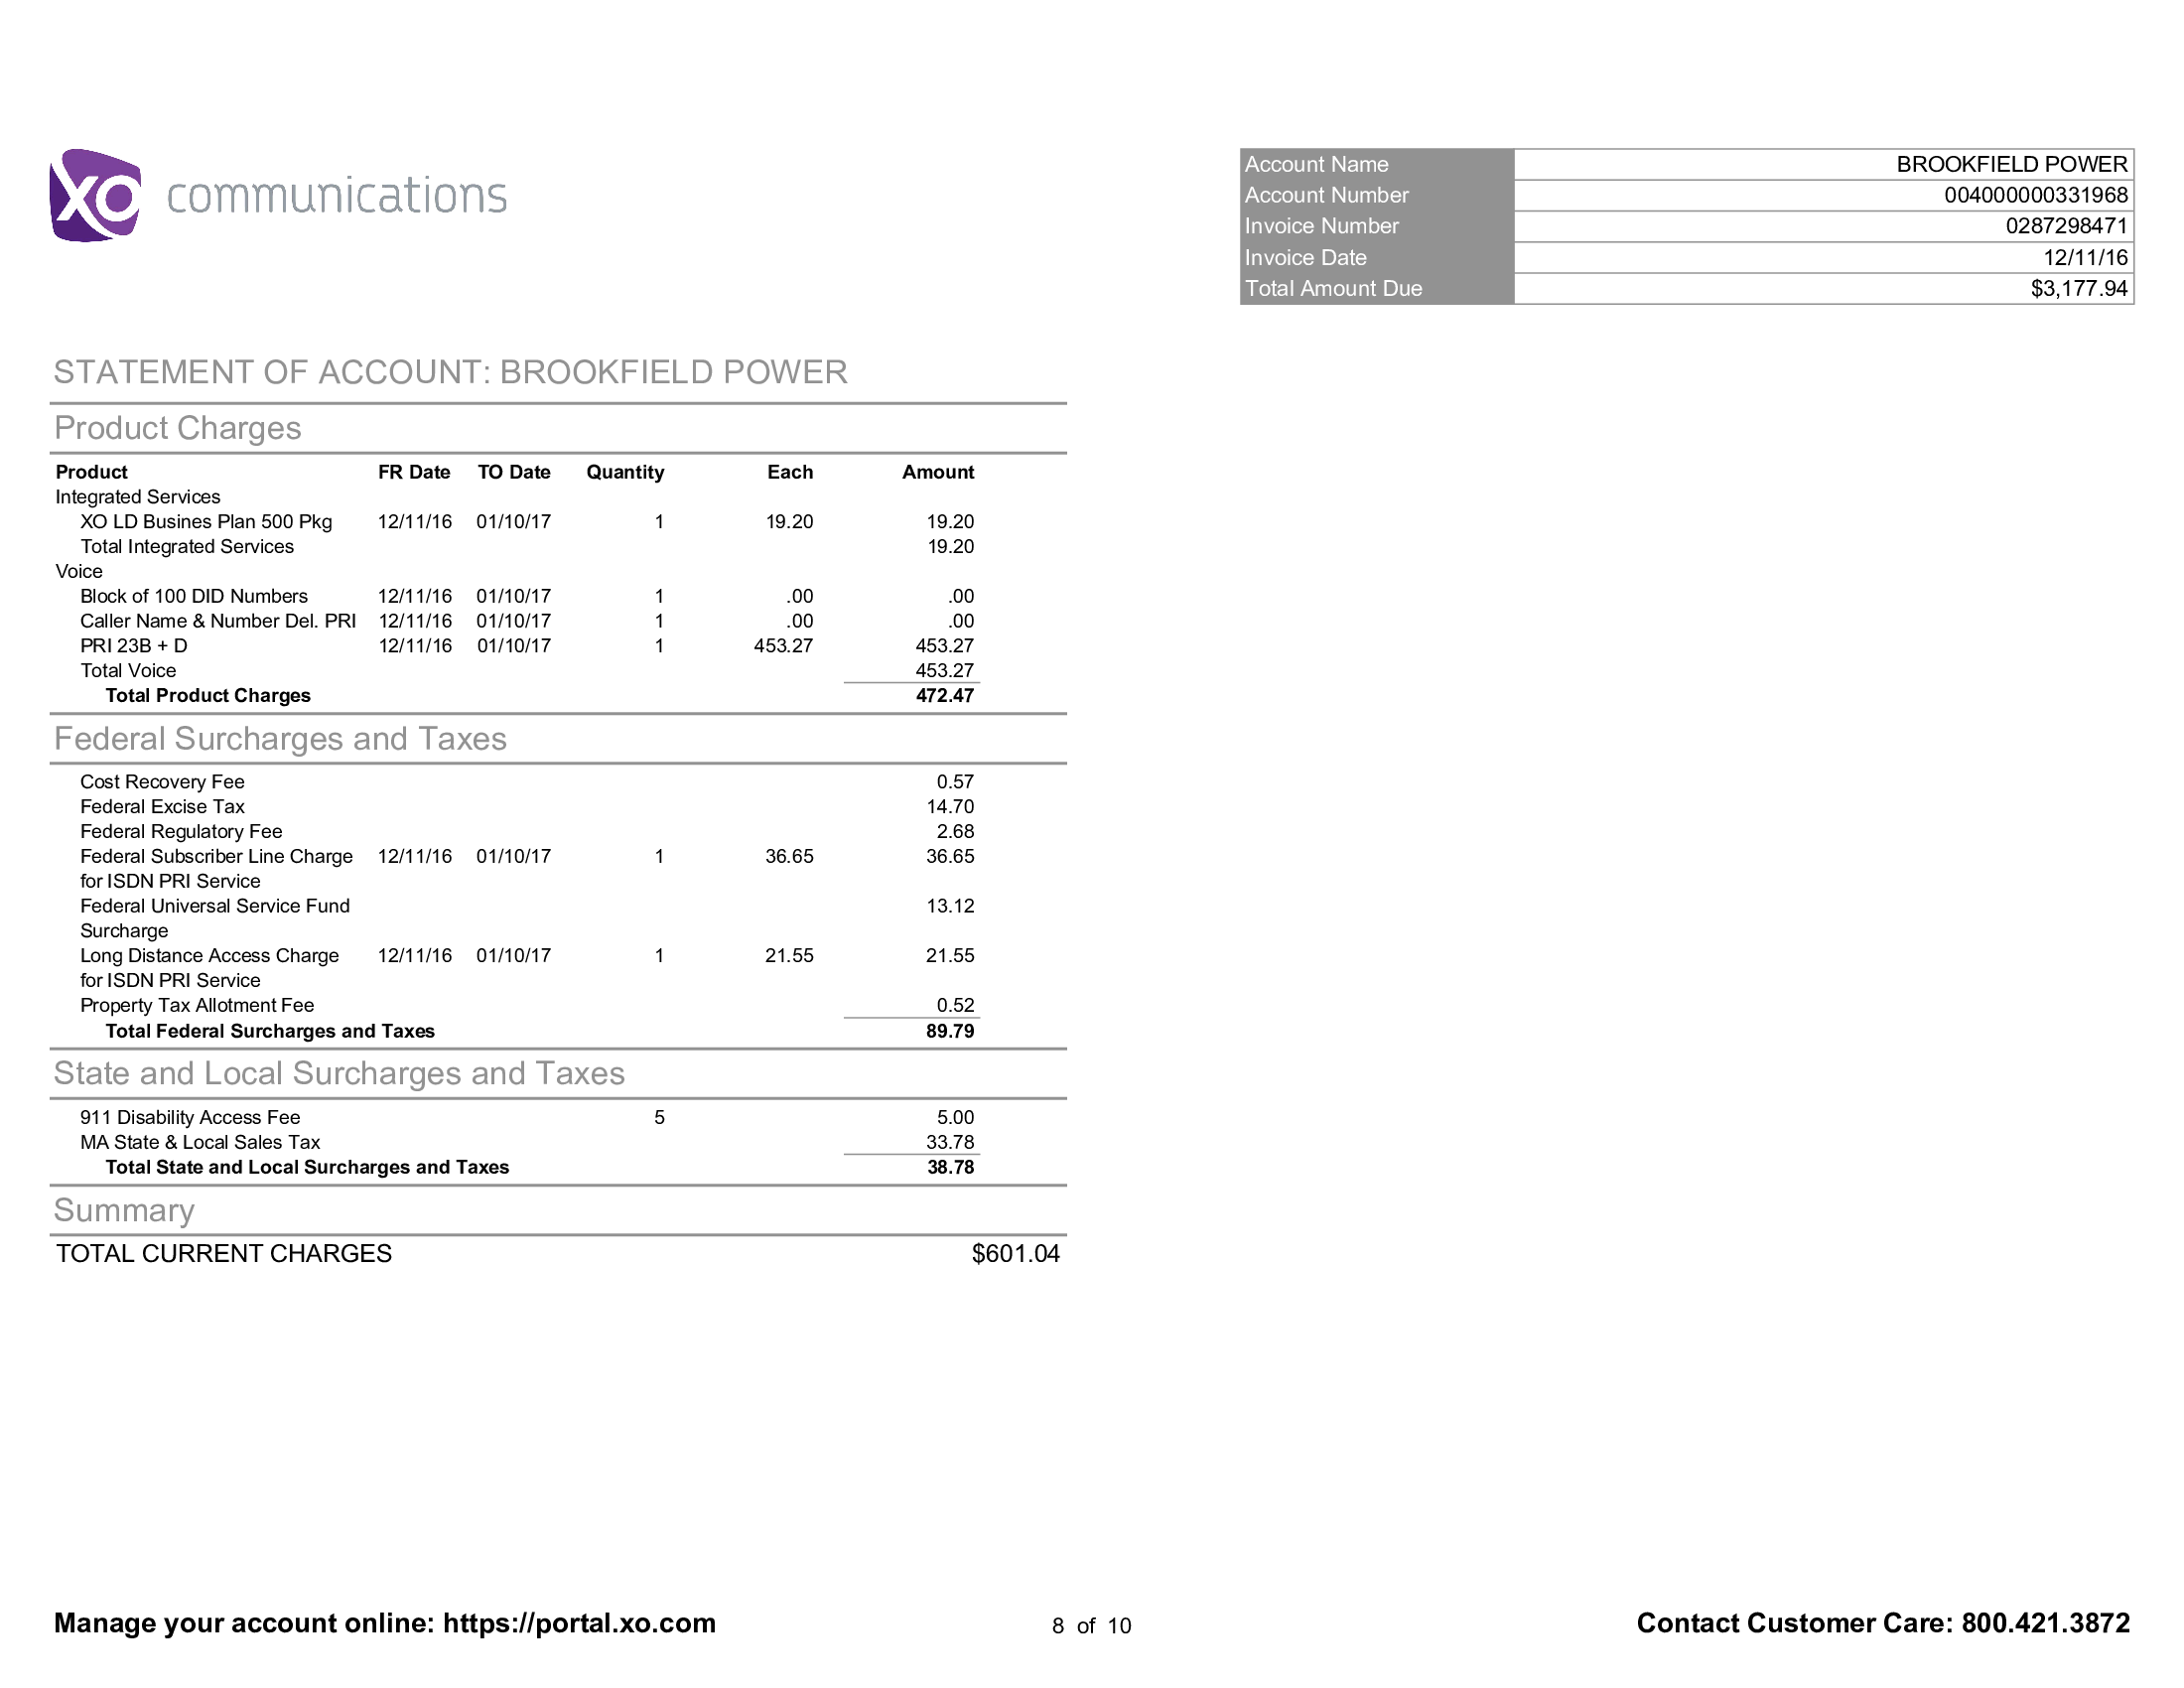 XO communications
Account Name BROOKFIELD POWER
Account Number 004000000331968
Invoice Number 0287298471
Invoice Date 12/11/16
Total Amount Due $3,177.94
STATEMENT OF ACCOUNT: BROOKFIELD POWER
Product Charges
Product FR Date TO Date Quantity Each Amount
Integrated Services
XO LD Busines Plan 500 Pkg 12/11/16 01/10/17 1 19.20 19.20
Total Integrated Services 19.20
Voice
Block of 100 DID Numbers 12/11/16 01/10/17 1 .00 .00
Caller Name & Number Del. PRI 12/11/16 01/10/17 1 .00 .00
PRI 23B + D 12/11/16 01/10/17 1 453.27 453.27
Total Voice 453.27
Total Product Charges 472.47
Federal Surcharges and Taxes
Cost Recovery Fee 0.57
Federal Excise Tax 14.70
Federal Regulatory Fee 2.68
Federal Subscriber Line Charge 12/11/16 01/10/17 1 36.65 36.65
for ISDN PRI Service
Federal Universal Service Fund 13.12
Surcharge
Long Distance Access Charge 12/11/16 01/10/17 1 21.55 21.55
for ISDN PRI Service
Property Tax Allotment Fee 0.52
Total Federal Surcharges and Taxes 89.79
State and Local Surcharges and Taxes
911 Disability Access Fee 5 5.00
MA State & Local Sales Tax 33.78
Total State and Local Surcharges and Taxes 38.78
Summary
TOTAL CURRENT CHARGES $601.04
Manage your account online: https://portal.xo.com 8 of 10 Contact Customer Care: 800.421.3872